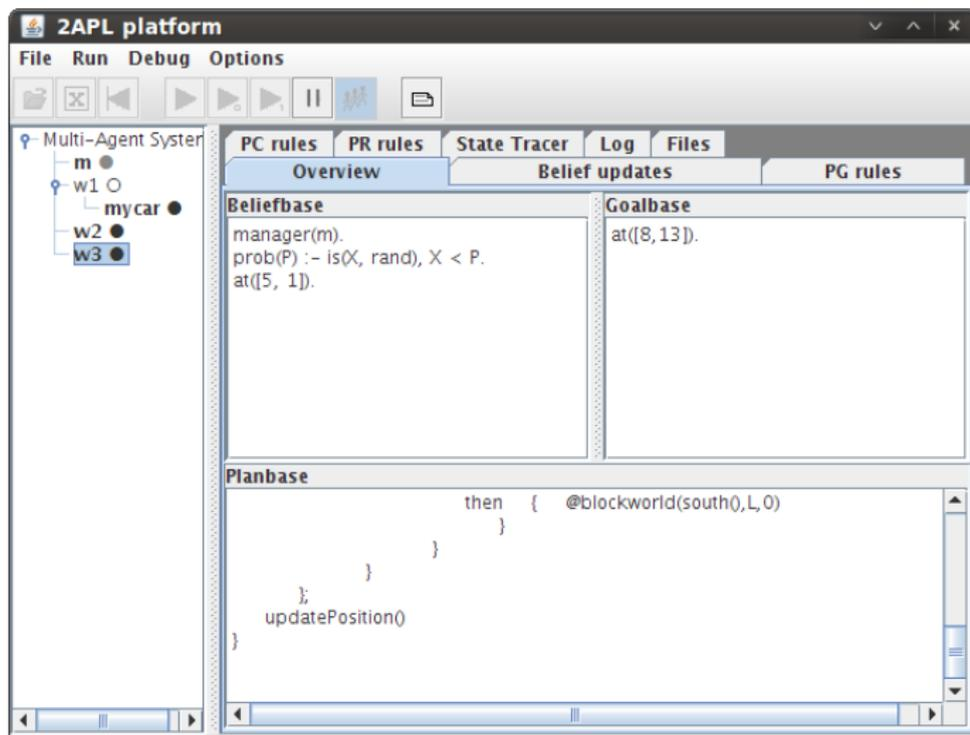 2APL platform
File Run Debug Options
Multi-Agent Syster
m
w1
mycar
w2
w3
PC rules PR rules State Tracer Log Files
Overview Belief updates PG rules
Beliefbase
manager(m).
prob(P) :- is(X, rand), X < P.
at([5, 1]).
Goalbase
at([8,13]).
Planbase
then { @blockworld(south(),L,0)
}
}
}
};
updatePosition()
}